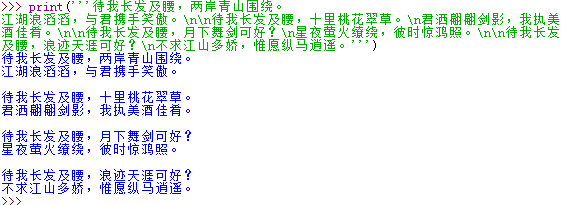 >>> print('''待我长发及腰，两岸青山围绕。
江湖浪滔滔，与君携手笑傲。\n\n待我长发及腰，十里桃花翠草。\n君洒翩翩剑影，我执美
酒佳肴。\n\n待我长发及腰，月下舞剑可好？\n星夜萤火缭绕，彼时惊鸿照。\n\n待我长发及
腰，浪迹天涯可好？\n不求江山多娇，惟愿纵马逍遥。''')
待我长发及腰，两岸青山围绕。
江湖浪滔滔，与君携手笑傲。
待我长发及腰，十里桃花翠草。
君洒翩翩剑影，我执美酒佳肴。
待我长发及腰，月下舞剑可好？
星夜萤火缭绕，彼时惊鸿照。
待我长发及腰，浪迹天涯可好？
不求江山多娇，惟愿纵马逍遥。
>>>